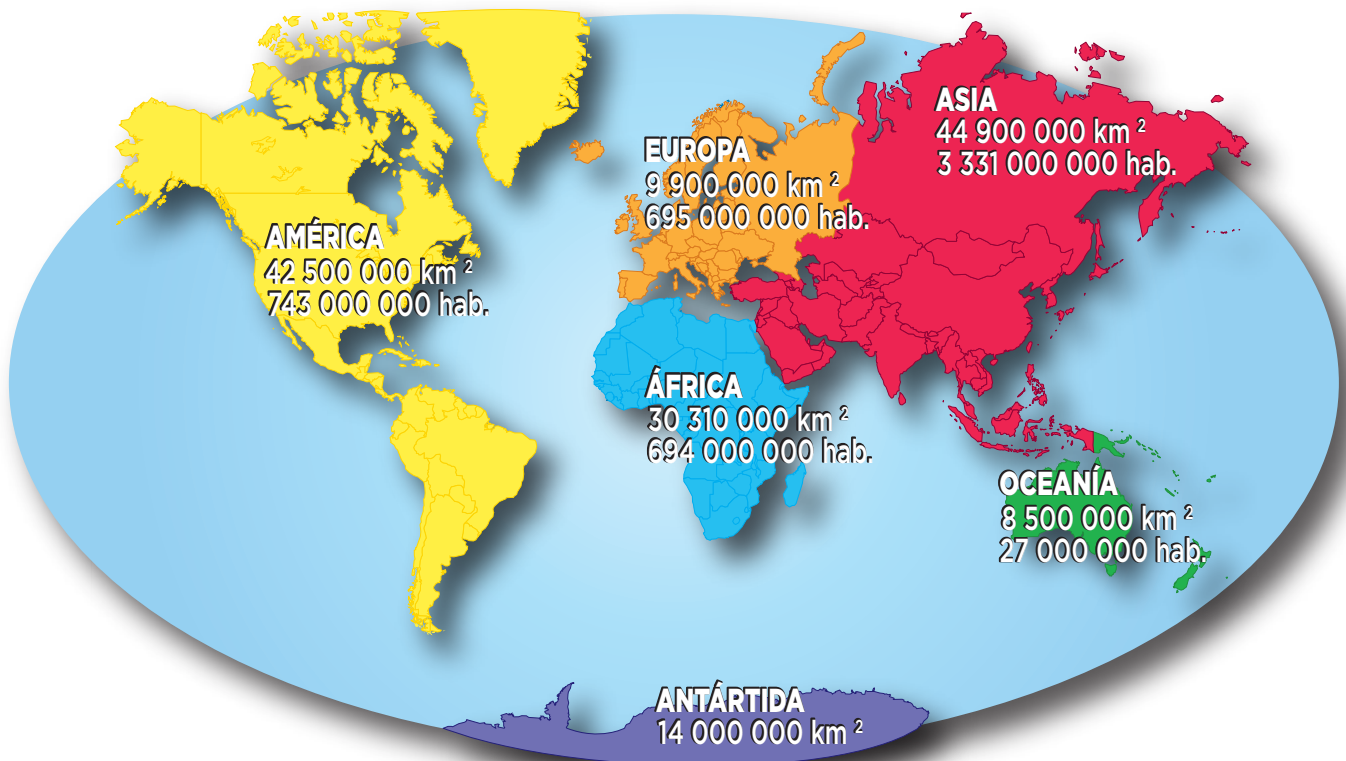 AMÉRICA
42 500 000 km ²
743 000 000 hab.
EUROPA
9 900 000 km ²
695 000 000 hab.
ASIA
44 900 000 km ²
3 331 000 000 hab.
ÁFRICA
30 310 000 km ²
694 000 000 hab.
OCEANÍA
8 500 000 km ²
27 000 000 hab.
ANTÁRTIDA
14 000 000 km ²